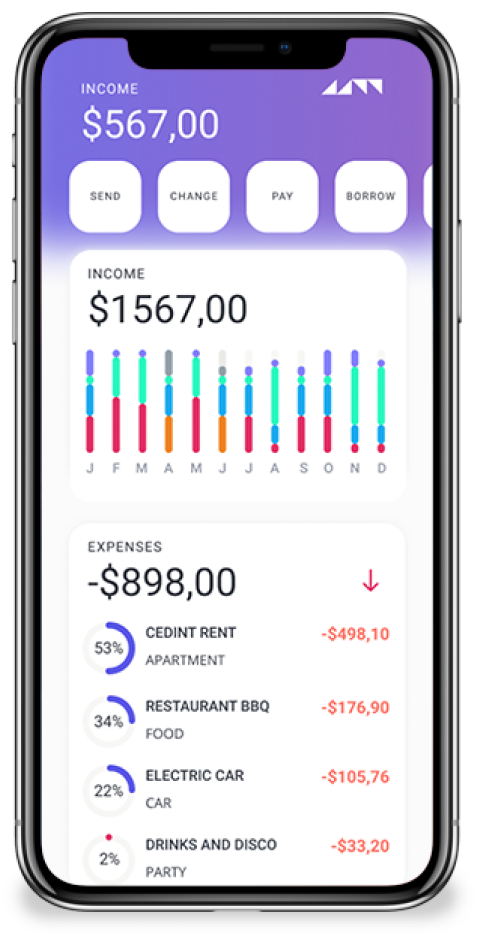 INCOME
$567,00
SEND CHANGE PAY BORROW
INCOME
$1567,00
J F M A M J J A S O N D
EXPENSES
-$898,00
53% CEDINT RENT -$498,10
APARTMENT
34% RESTAURANT BBQ -$176,90
FOOD
22% ELECTRIC CAR -$105,76
CAR
2% DRINKS AND DISCO -$33,20
PARTY